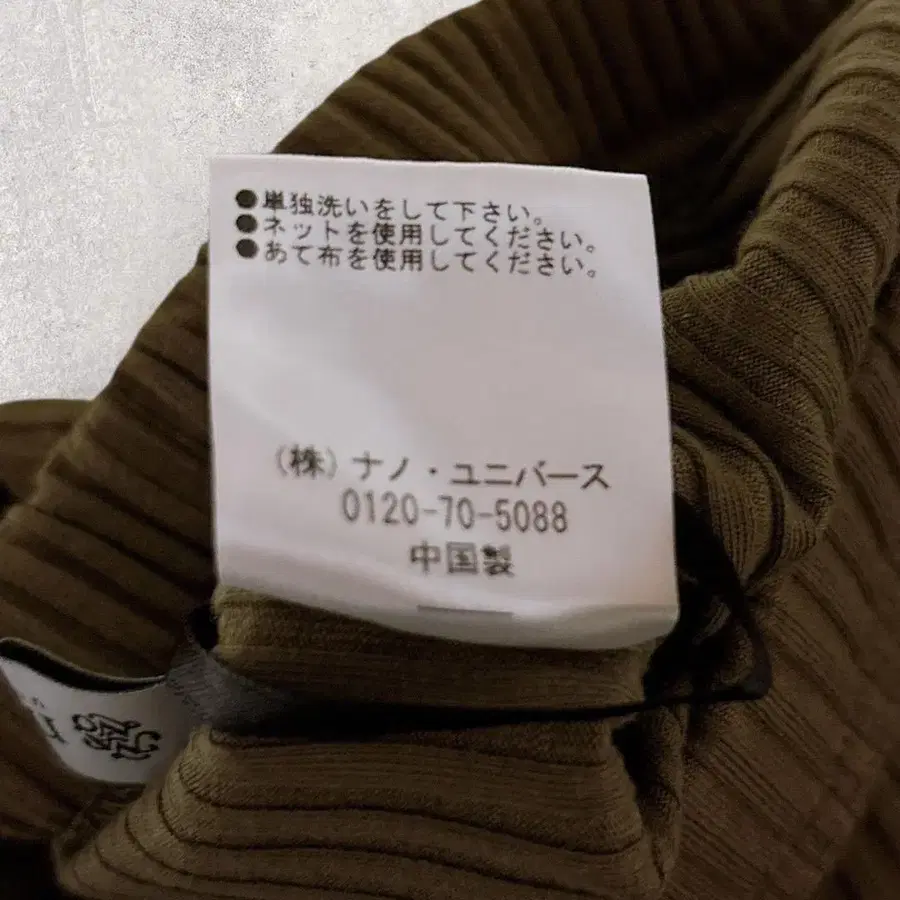 ●単独洗いをして下さい。
●ネットを使用してください。
●あて布を使用してください。
(株)ナノ・ユニバース
0120-70-5088
中国製